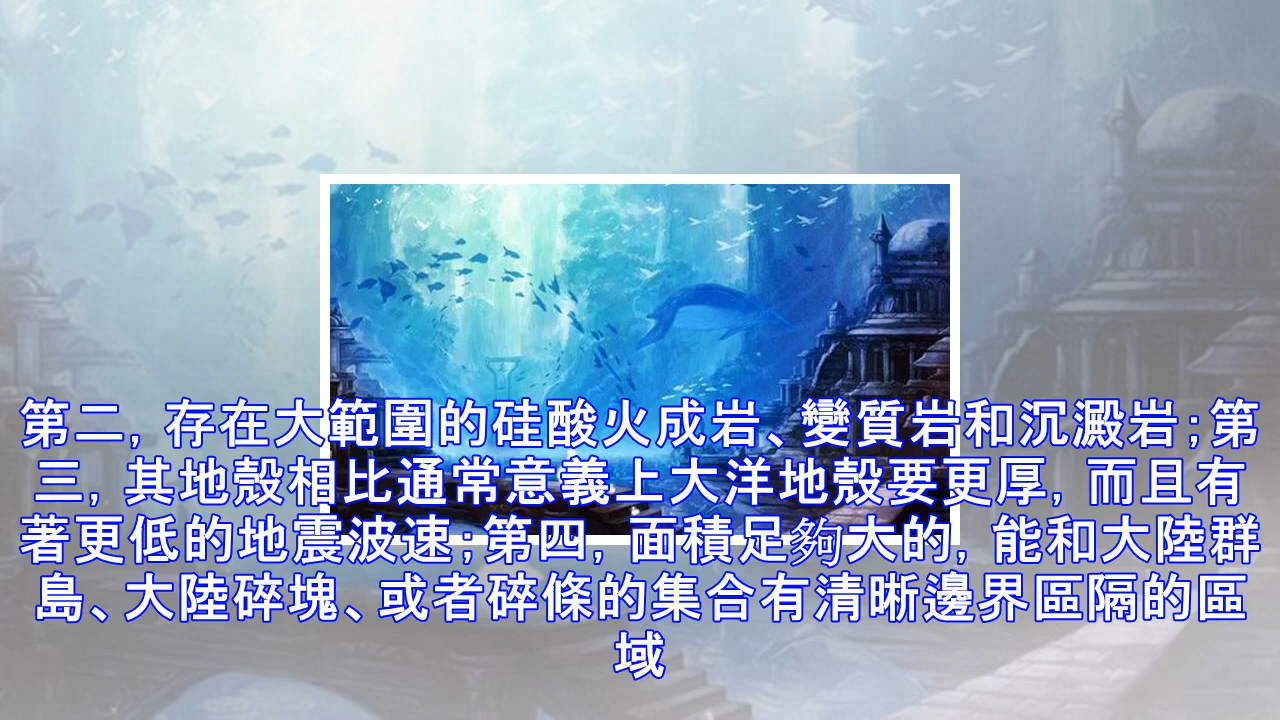 第二, 存在大範圍的硅酸火成岩、變質岩和沉澱岩;第
三, 其地殼相比通常意義上大洋地殼要更厚, 而且有
著更低的地震波速;第四, 面積足夠大的, 能和大陸群
島、大陸碎塊、或者碎條的集合有清晰邊界區隔的區
域